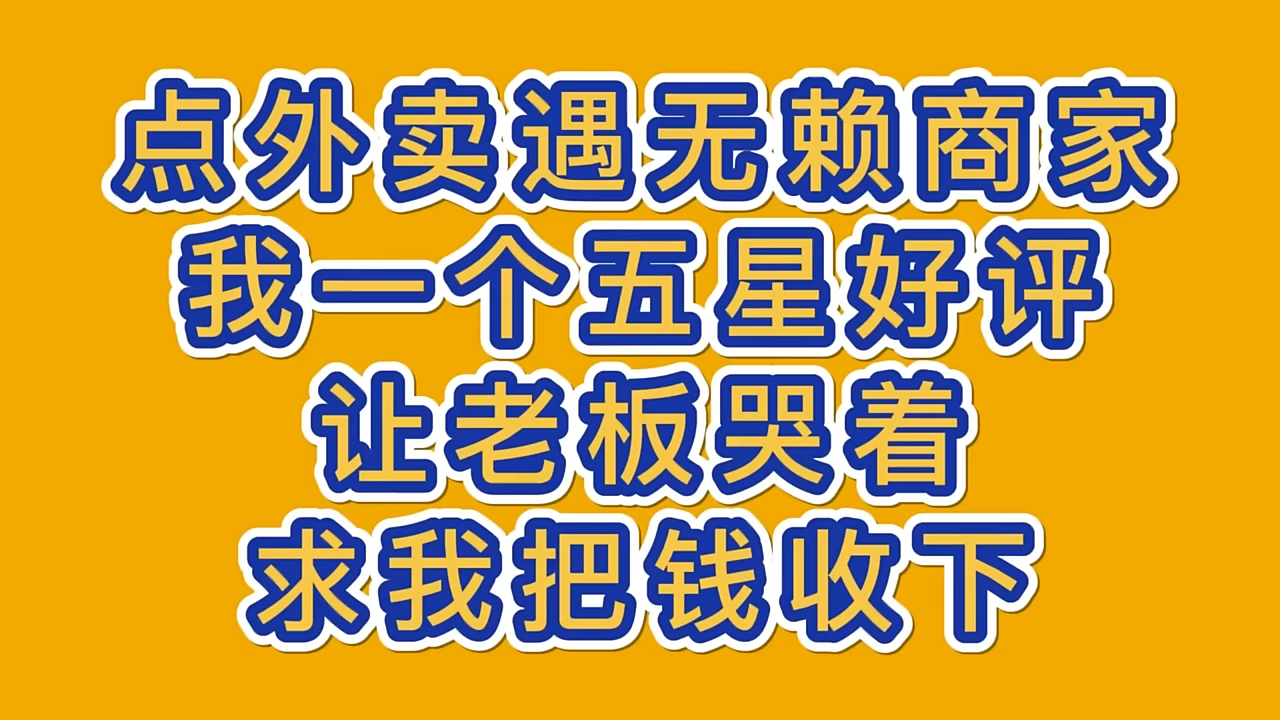 点外卖遇无赖商家
我一个五星好评
让老板哭着
求我把钱收下